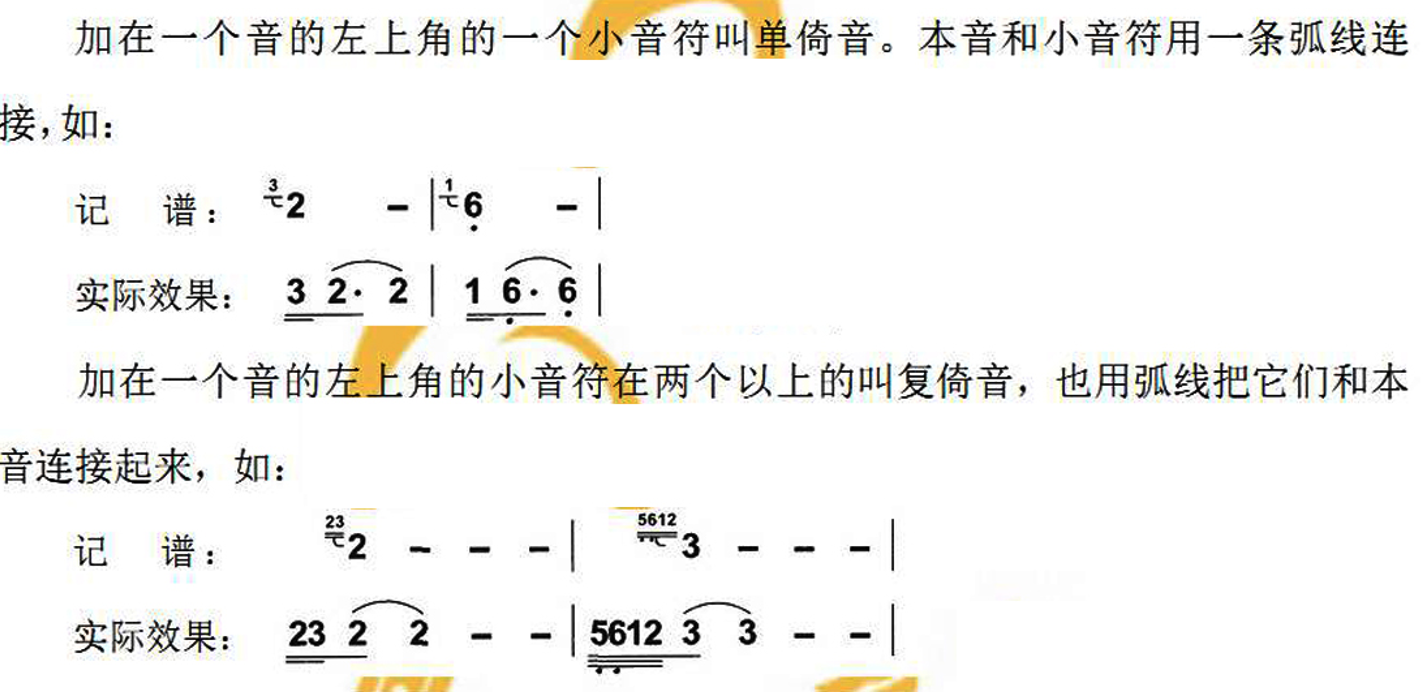 加在一个音的左上角的一个小音符叫单倚音。本音和小音符用一条弧线连
接,如:
记 谱: 3 2 - | 1 6̣ - |
实际效果: 3 2· 2 | 1 6̣· 6̣ |
加在一个音的左上角的小音符在两个以上的叫复倚音，也用弧线把它们和本
音连接起来，如:
记 谱: 23 2 - - - | 5612 3 - - - |
实际效果: 23 2 2 - - | 5̣6̣12 3 3 - - |